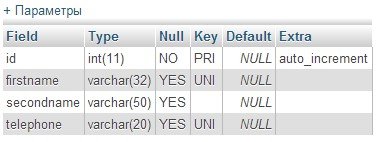 + Параметры
Field Type Null Key Default Extra
id int(11) NO PRI NULL auto_increment
firstname varchar(32) YES UNI NULL
secondname varchar(50) YES NULL
telephone varchar(20) YES UNI NULL